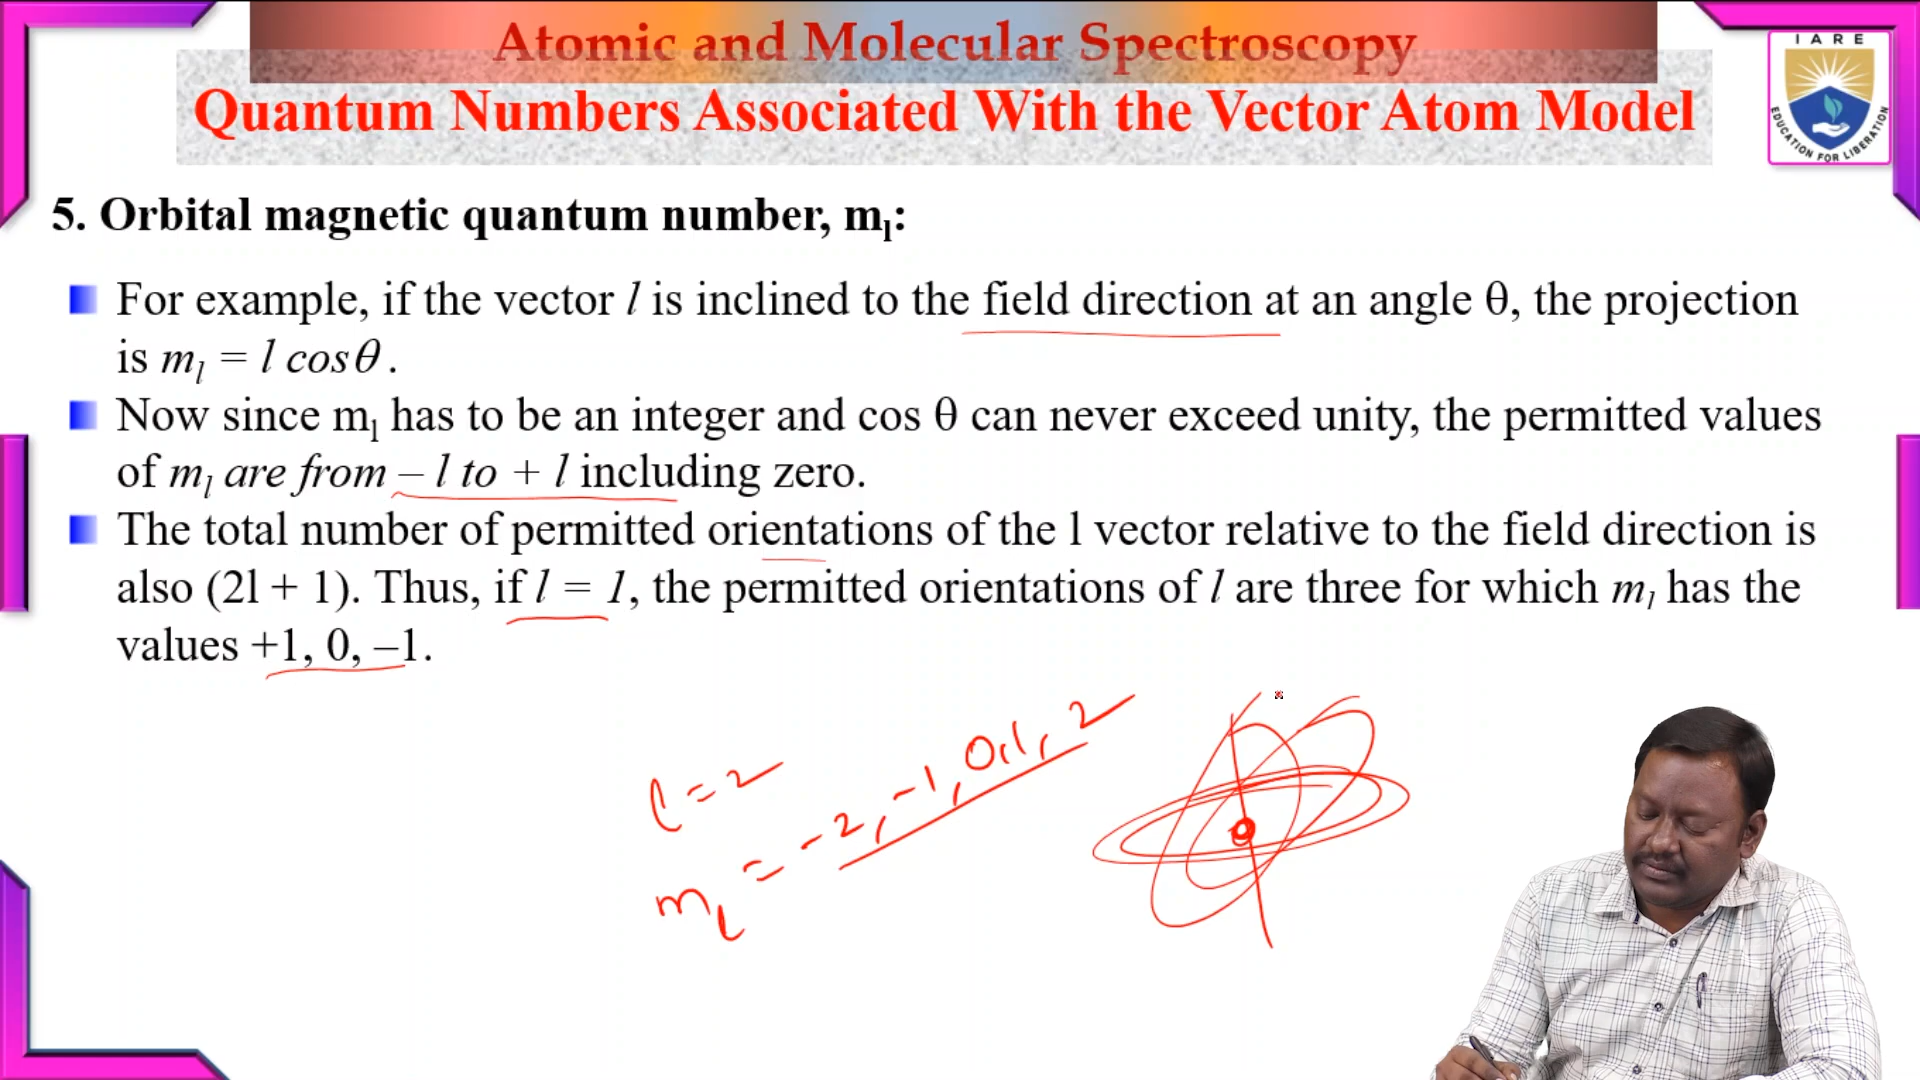 Atomic and Molecular Spectroscopy
Quantum Numbers Associated With the Vector Atom Model
IARE
EDUCATION FOR LIBERATION
5. Orbital magnetic quantum number, mₗ:
For example, if the vector l is inclined to the field direction at an angle θ, the projection
is mₗ = l cosθ .
Now since mₗ has to be an integer and cos θ can never exceed unity, the permitted values
of mₗ are from – l to + l including zero.
The total number of permitted orientations of the l vector relative to the field direction is
also (2l + 1). Thus, if l = 1, the permitted orientations of l are three for which mₗ has the
values +1, 0, –1.
l = 2
mₗ = -2, -1, 0, 1, 2